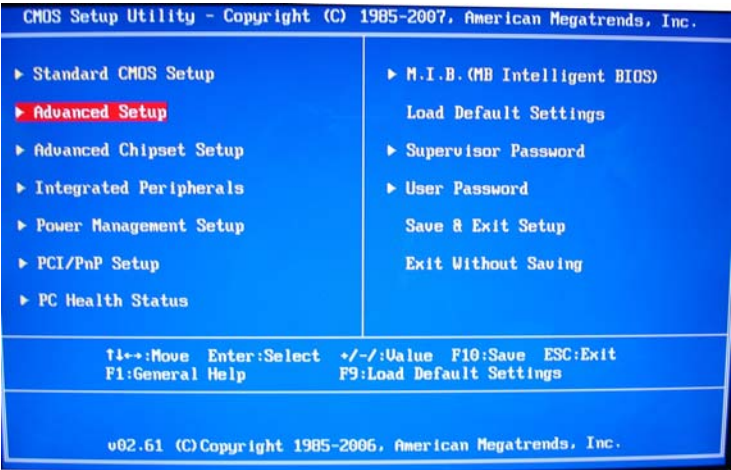 CMOS Setup Utility - Copyright (C) 1985-2007, American Megatrends, Inc.
▶ Standard CMOS Setup
▶ Advanced Setup
▶ Advanced Chipset Setup
▶ Integrated Peripherals
▶ Power Management Setup
▶ PCI/PnP Setup
▶ PC Health Status
▶ M.I.B.(MB Intelligent BIOS)
Load Default Settings
▶ Supervisor Password
▶ User Password
Save & Exit Setup
Exit Without Saving
↑↓←→:Move Enter:Select +/-/:Value F10:Save ESC:Exit
F1:General Help F9:Load Default Settings
v02.61 (C)Copyright 1985-2006, American Megatrends, Inc.